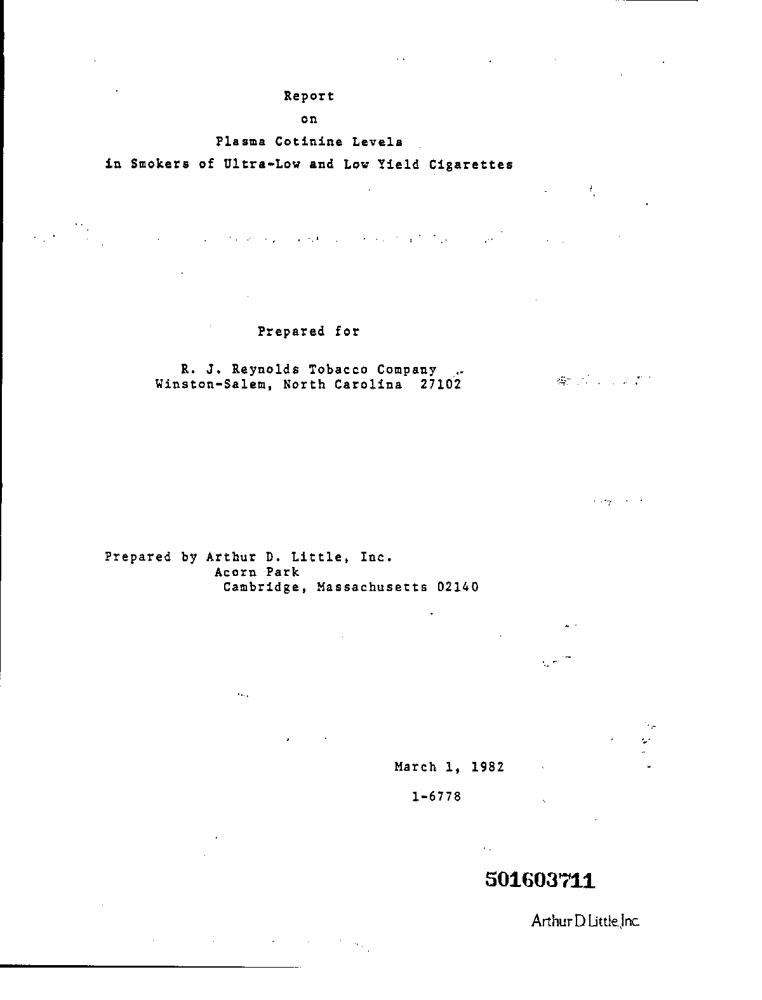 Report
on
Plasma Cotinine Levels
in Smokers of Ultra-Low and Low Yield Cigarettes
Prepared for
R. J. Reynolds Tobacco Company
Winston-Salem, North Carolina 27102
Prepared by Arthur D. Little, Inc.
Acorn Park
Cambridge, Massachusetts 02140
March 1, 1982
1-6778
501603711
Arthur D Little, Inc.